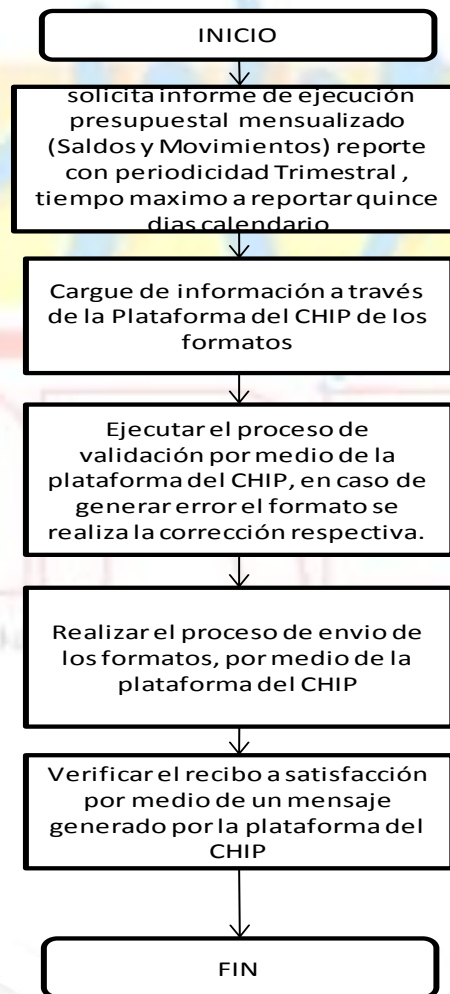 INICIO
solicita informe de ejecución
presupuestal mensualizado
(Saldos y Movimientos) reporte
con periodicidad Trimestral ,
tiempo maximo a reportar quince
dias calendario
Cargue de información a través
de la Plataforma del CHIP de los
formatos
Ejecutar el proceso de
validación por medio de la
plataforma del CHIP, en caso de
generar error el formato se
realiza la corrección respectiva.
Realizar el proceso de envio de
los formatos, por medio de la
plataforma del CHIP
Verificar el recibo a satisfacción
por medio de un mensaje
generado por la plataforma del
CHIP
FIN